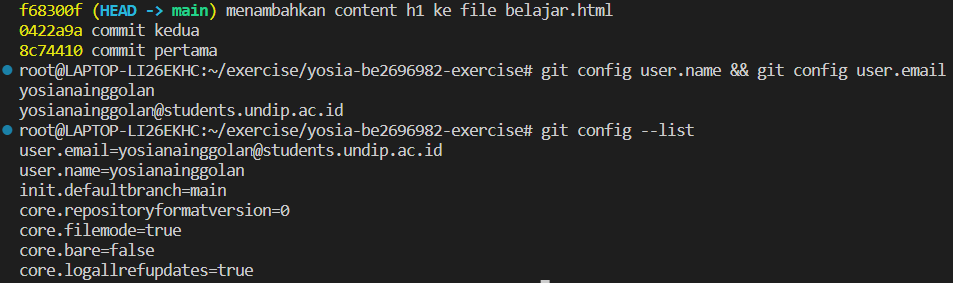 f68300f (HEAD -> main) menambahkan content h1 ke file belajar.html
0422a9a commit kedua
8c74410 commit pertama
root@LAPTOP-LI26EKHC:~/exercise/yosia-be2696982-exercise# git config user.name && git config user.email
yosianainggolan
yosianainggolan@students.undip.ac.id
root@LAPTOP-LI26EKHC:~/exercise/yosia-be2696982-exercise# git config --list
user.email=yosianainggolan@students.undip.ac.id
user.name=yosianainggolan
init.defaultbranch=main
core.repositoryformatversion=0
core.filemode=true
core.bare=false
core.logallrefupdates=true